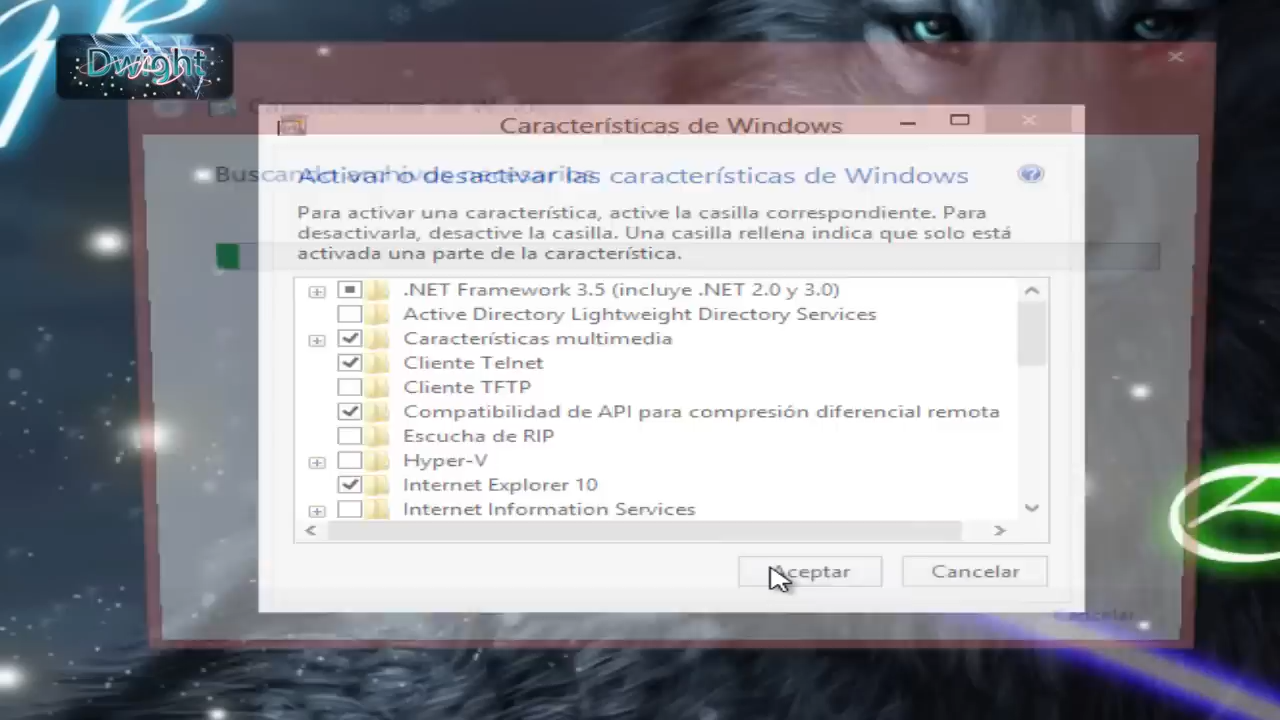 Dwight
Características de Windows
Buscando archivos necesarios
Activar o desactivar las características de Windows
Para activar una característica, active la casilla correspondiente. Para
desactivarla, desactive la casilla. Una casilla rellena indica que solo está
activada una parte de la característica.
.NET Framework 3.5 (incluye .NET 2.0 y 3.0)
Active Directory Lightweight Directory Services
Características multimedia
Cliente Telnet
Cliente TFTP
Compatibilidad de API para compresión diferencial remota
Escucha de RIP
Hyper-V
Internet Explorer 10
Internet Information Services
Aceptar
Cancelar
Cancelar